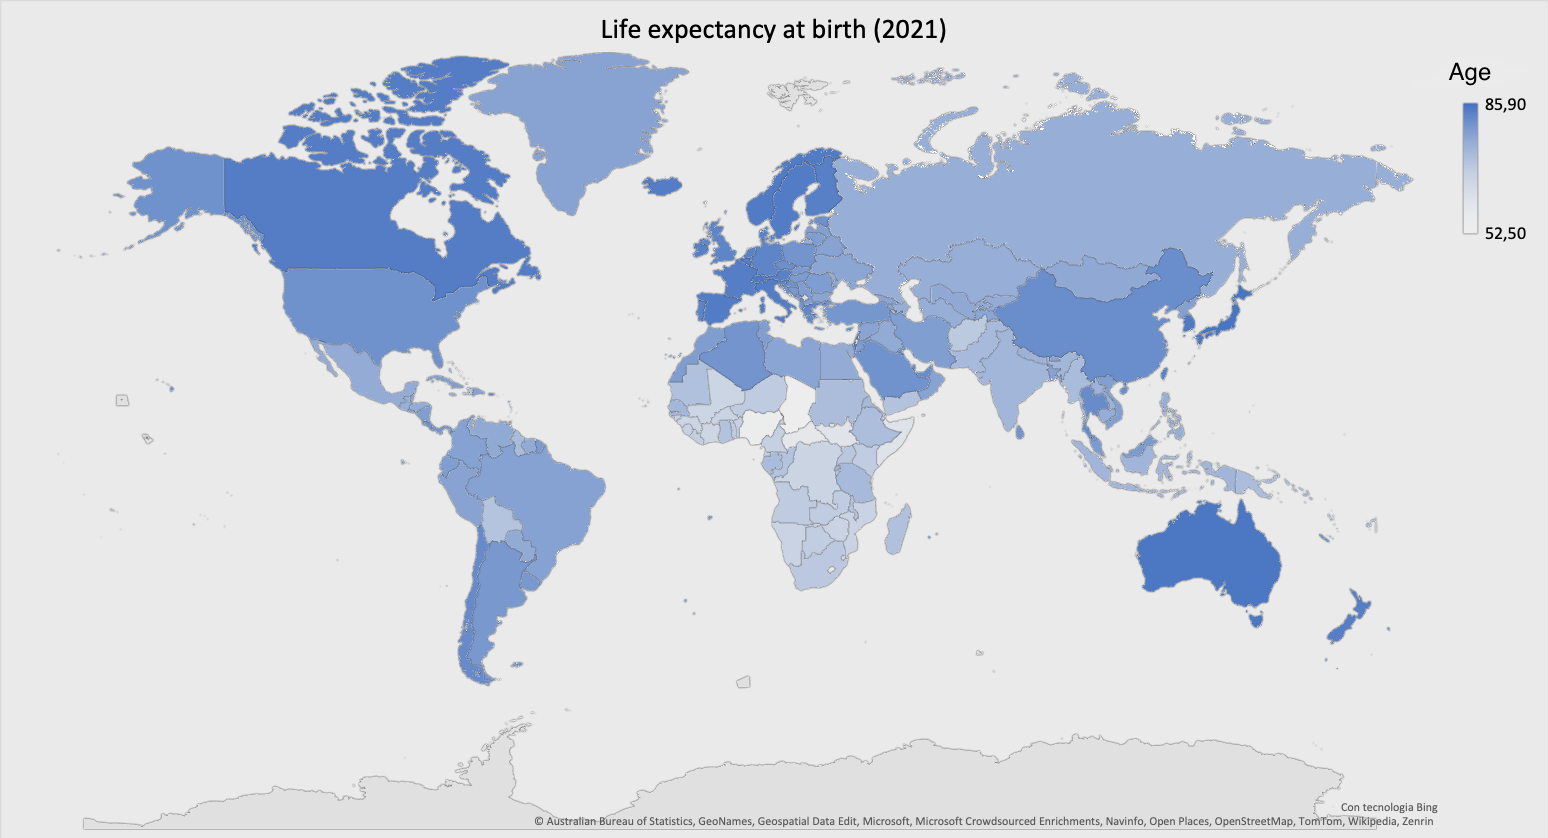 Life expectancy at birth (2021)
Age
85,90
52,50
Con tecnologia Bing
© Australian Bureau of Statistics, GeoNames, Geospatial Data Edit, Microsoft, Microsoft Crowdsourced Enrichments, Navinfo, Open Places, OpenStreetMap, TomTom, Wikipedia, Zenrin